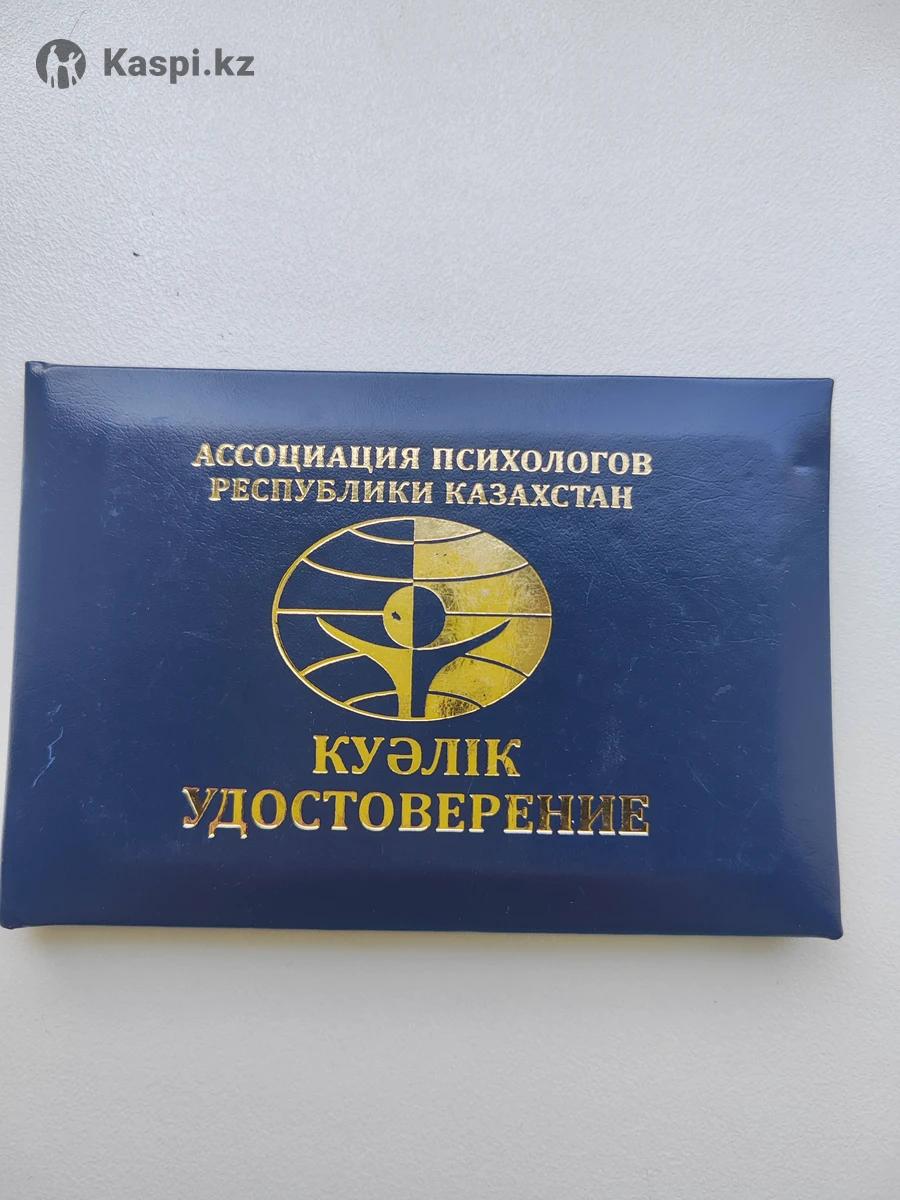 Kaspi.kz
АССОЦИАЦИЯ ПСИХОЛОГОВ
РЕСПУБЛИКИ КАЗАХСТАН
КУӘЛІК
УДОСТОВЕРЕНИЕ